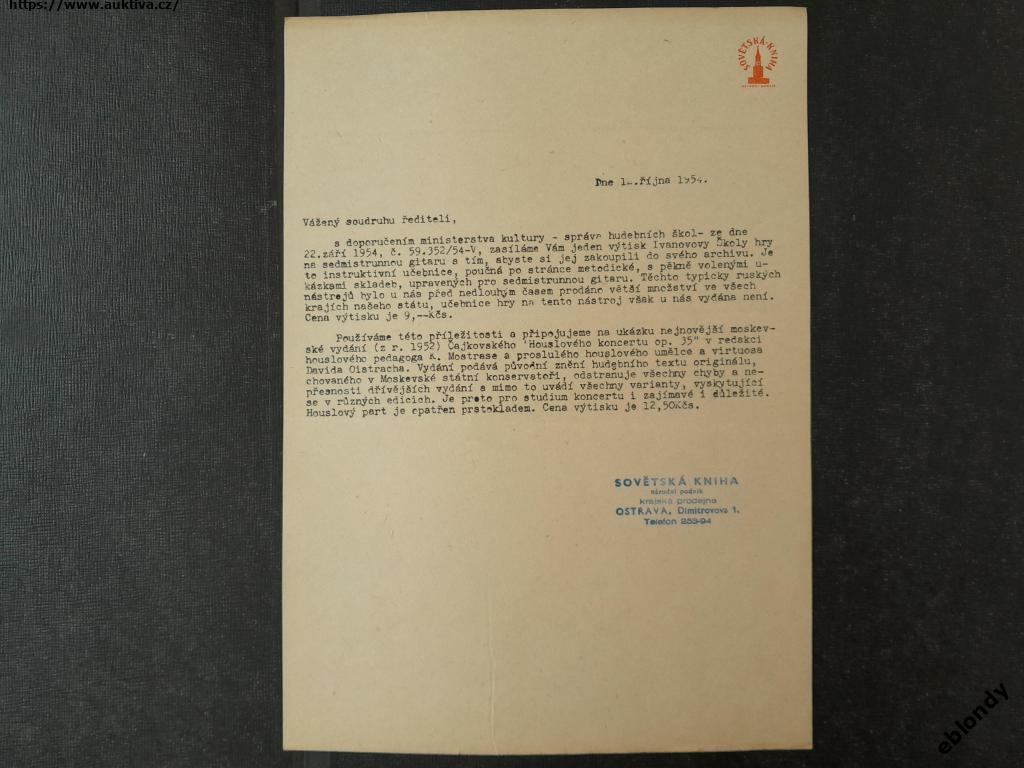 https://www.auktiva.cz/
SOVĚTSKÁ KNIHA
NÁRODNÍ PODNIK
Dne 1 .října 1954.
Vážený soudruhu řediteli,
s doporučením ministerstva kultury - správa hudebních škol- ze dne
22.září 1954, č. 59.352/54-V, zasíláme Vám jeden výtisk Ivanovovy Školy hry
na sedmistrunnou gitaru s tím, abyste si jej zakoupili do svého archivu. Je
to instruktivní učebnice, poučná po stránce metodické, s pěkně volenými u-
kázkami skladeb, upravených pro sedmistrunnou gitaru. Těchto typicky ruských
nástrojů bylo u nás před nedlouhým časem prodáno větší množství ve všech
krajích našeho státu, učebnice hry na tento nástroj však u nás vydána není.
Cena výtisku je 9,--Kčs.
Používáme této příležitosti a připojujeme na ukázku nejnovější moskev-
ské vydání (z r. 1952) Čajkovského "Houslového koncertu op. 35" v redakci
houslového pedagoga K. Mostrase a proslulého houslového umělce a virtuosa
Davida Oistracha. Vydání podává původní znění hudebního textu originálu,
chovaného v Moskevské státní konservatoři, odstranuje všechny chyby a ne-
přesnosti dřívějších vydání a mimo to uvádí všechny varianty, vyskytující
se v různých edicích. Je proto pro studium koncertu i zajímavé i důležité.
Houslový part je opatřen prstokladem. Cena výtisku je 12,50Kčs.
SOVĚTSKÁ KNIHA
národní podnik
krajská prodejna
OSTRAVA, Dimitrovova 1.
Telefon 253-94
eblondy